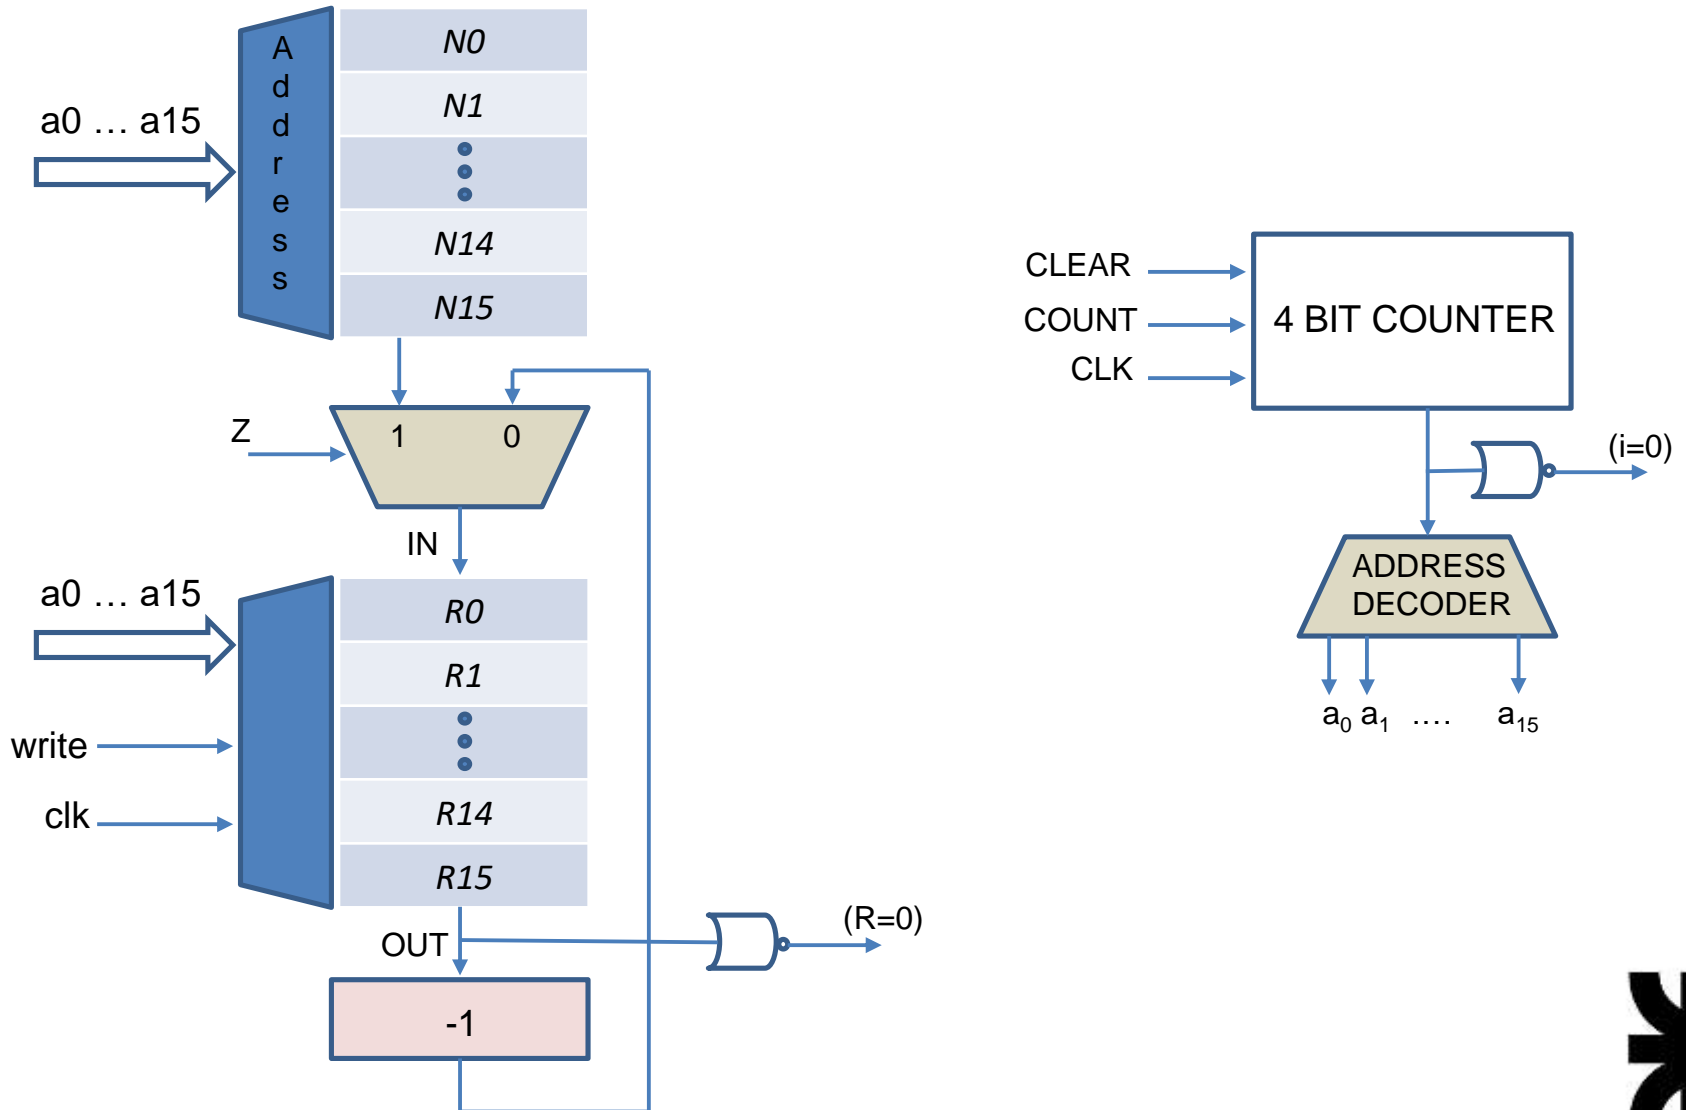 Address
N0
N1
a0 … a15
N14
N15
Z
1 0
IN
a0 … a15
R0
R1
write
clk
R14
R15
OUT
(R=0)
-1
CLEAR
COUNT
CLK
4 BIT COUNTER
(i=0)
ADDRESS
DECODER
a₀ a₁ …. a₁₅